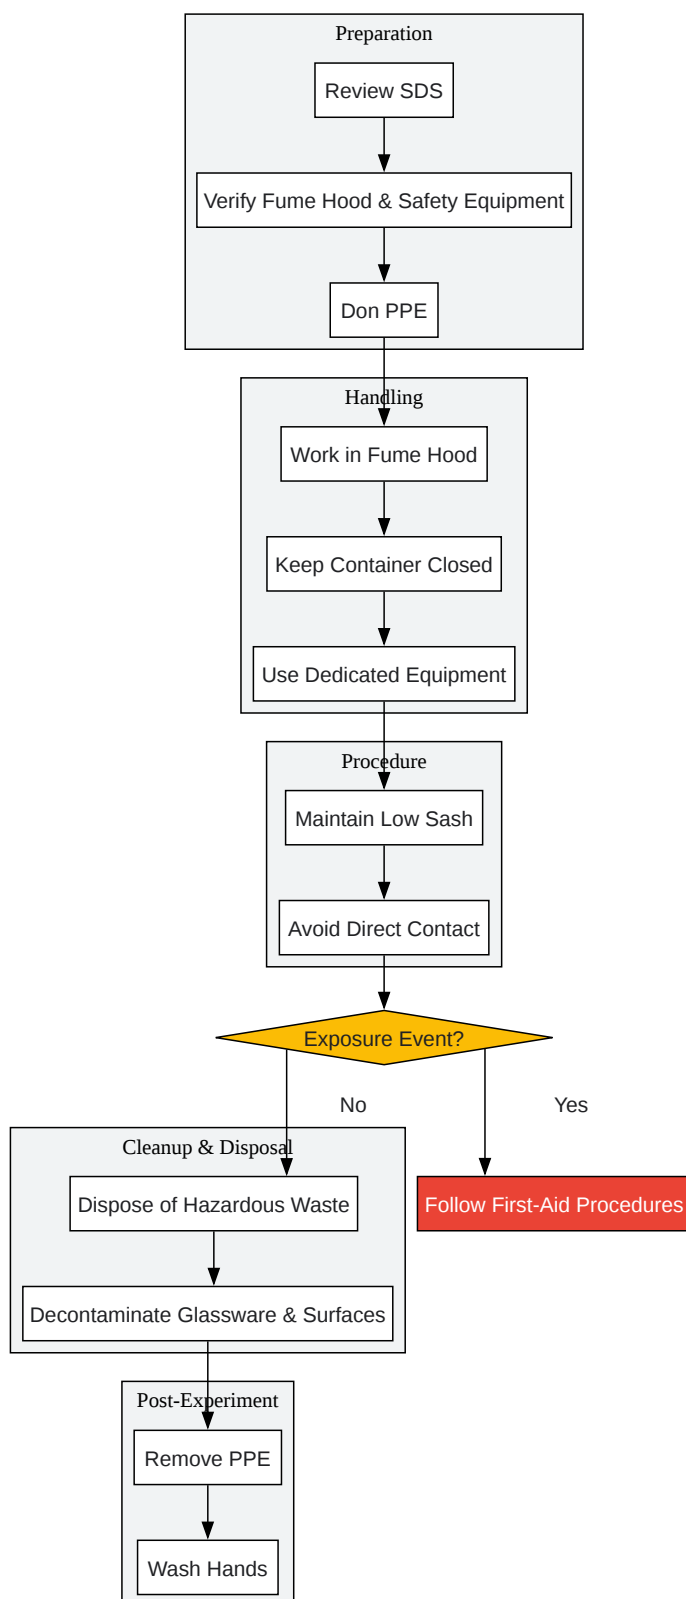 Preparation
Review SDS
Verify Fume Hood & Safety Equipment
Don PPE
Handling
Work in Fume Hood
Keep Container Closed
Use Dedicated Equipment
Procedure
Maintain Low Sash
Avoid Direct Contact
Exposure Event?
No
Yes
Cleanup & Disposal
Dispose of Hazardous Waste
Follow First-Aid Procedures
Decontaminate Glassware & Surfaces
Post-Experiment
Remove PPE
Wash Hands